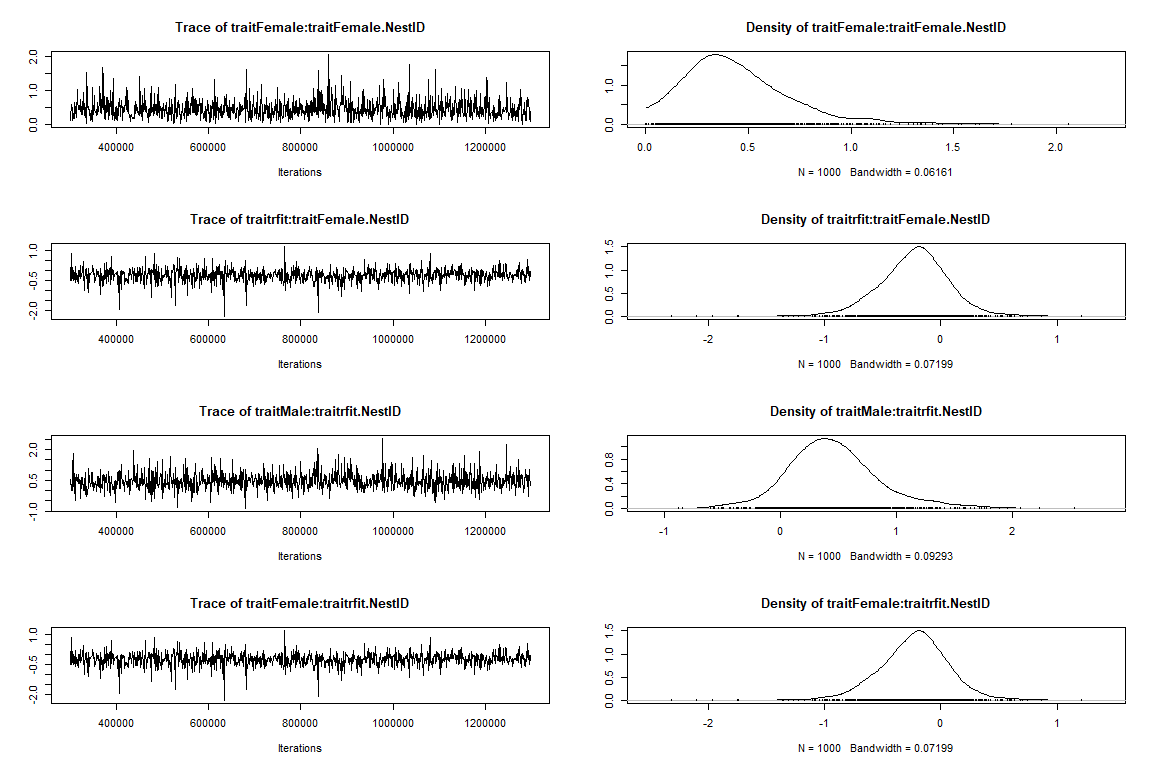 Trace of traitFemale:traitFemale.NestID
0.0 1.0 2.0
400000 600000 800000 1000000 1200000
Iterations
Density of traitFemale:traitFemale.NestID
0.0 1.0
0.0 0.5 1.0 1.5 2.0
N = 1000 Bandwidth = 0.06161
Trace of traitrfit:traitFemale.NestID
-2.0 -0.5 1.0
400000 600000 800000 1000000 1200000
Iterations
Density of traitrfit:traitFemale.NestID
0.0 0.5 1.0 1.5
-2 -1 0 1
N = 1000 Bandwidth = 0.07199
Trace of traitMale:traitrfit.NestID
-1.0 0.5 2.0
400000 600000 800000 1000000 1200000
Iterations
Density of traitMale:traitrfit.NestID
0.0 0.4 0.8
-1 0 1 2
N = 1000 Bandwidth = 0.09293
Trace of traitFemale:traitrfit.NestID
-2.0 -0.5 1.0
400000 600000 800000 1000000 1200000
Iterations
Density of traitFemale:traitrfit.NestID
0.0 0.5 1.0 1.5
-2 -1 0 1
N = 1000 Bandwidth = 0.07199